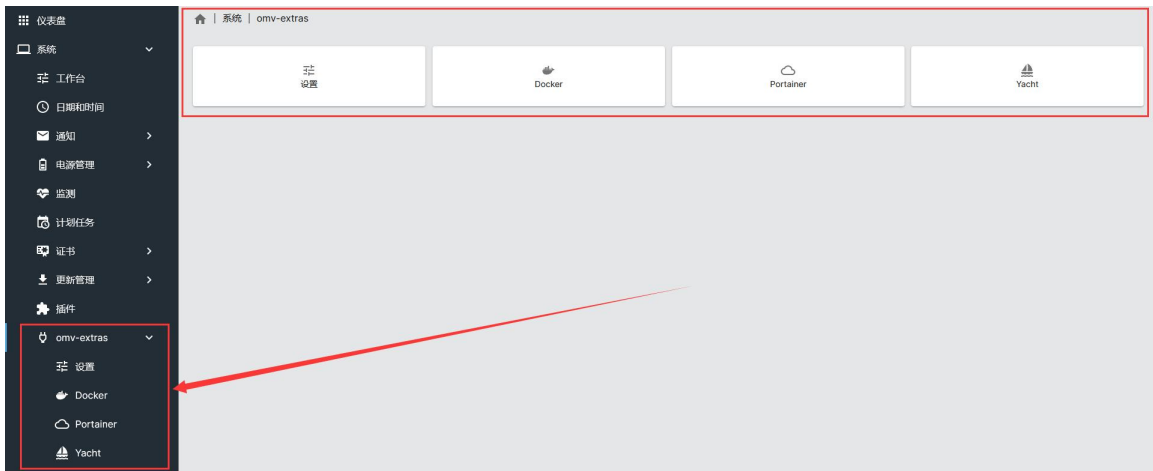 仪表盘
系统
工作台
日期和时间
通知
电源管理
监测
计划任务
证书
更新管理
插件
omv-extras
设置
Docker
Portainer
Yacht
| 系统 | omv-extras
设置
Docker
Portainer
Yacht